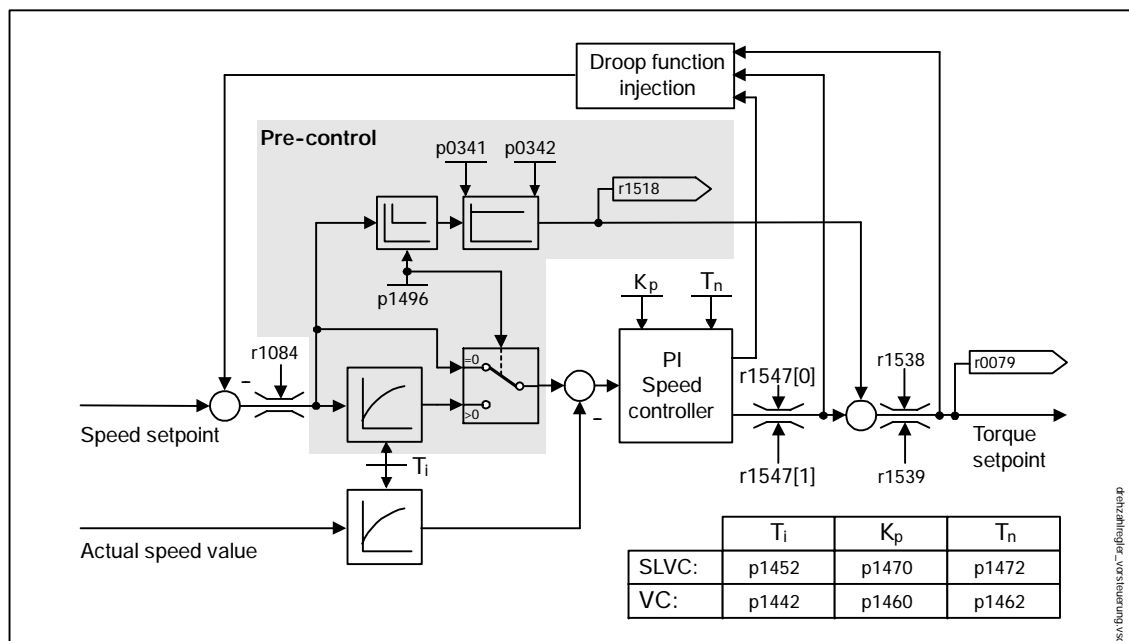 Droop function
injection
Pre-control
p0341
p0342
r1518
p1496
Kp
Tn
r1084
=0
>0
-
-
PI
Speed
controller
r1547[0]
r1538
r0079
Speed setpoint
Ti
r1547[1]
r1539
Torque
setpoint
Actual speed value
Ti Kp Tn
SLVC: p1452 p1470 p1472
VC: p1442 p1460 p1462
drehzahlregler_vorsteuerung.vsd